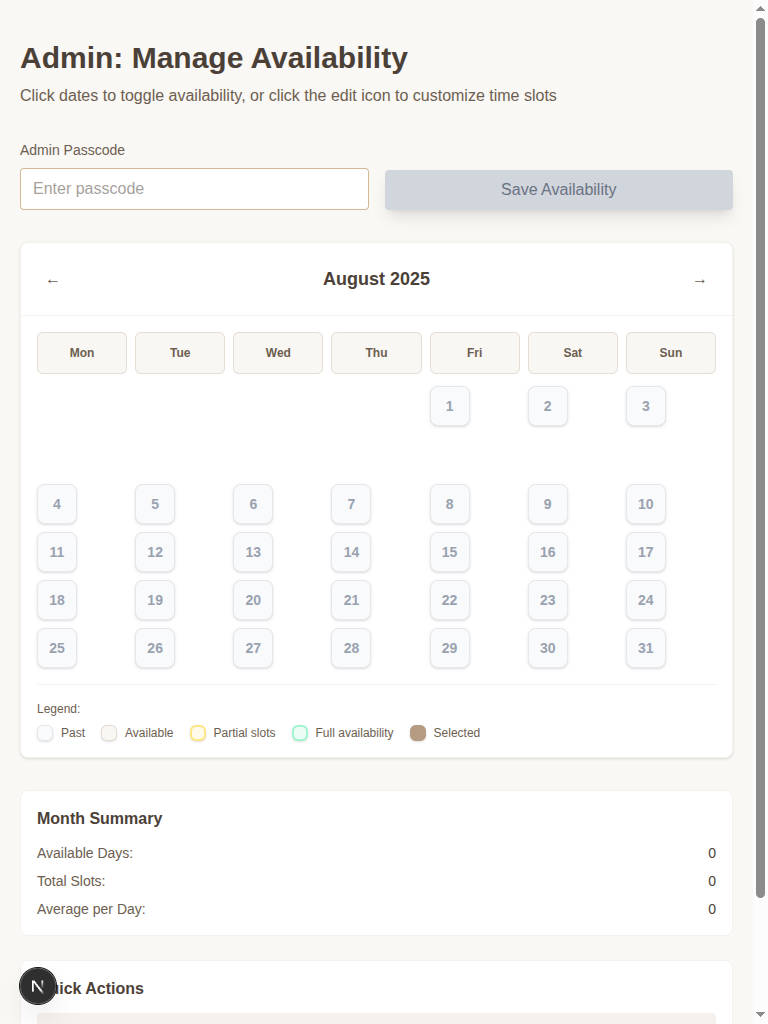 Admin: Manage Availability
Click dates to toggle availability, or click the edit icon to customize time slots
Admin Passcode
Enter passcode
Save Availability
← August 2025 →
Mon Tue Wed Thu Fri Sat Sun
1 2 3
4 5 6 7 8 9 10
11 12 13 14 15 16 17
18 19 20 21 22 23 24
25 26 27 28 29 30 31
Legend:
Past Available Partial slots Full availability Selected
Month Summary
Available Days: 0
Total Slots: 0
Average per Day: 0
N
ick Actions